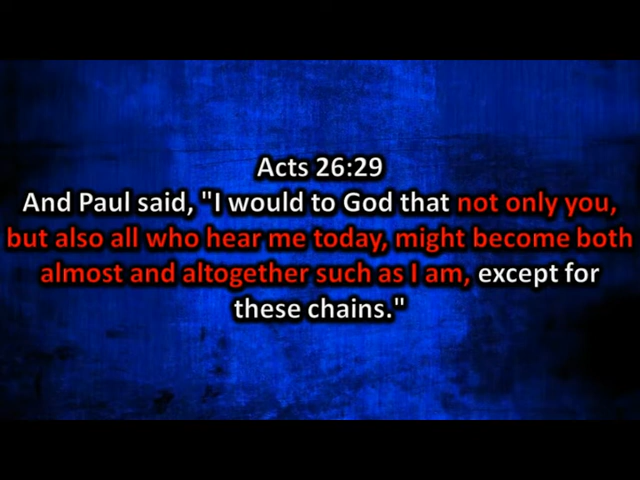 Acts 26:29
And Paul said, "I would to God that not only you,
but also all who hear me today, might become both
almost and altogether such as I am, except for
these chains."